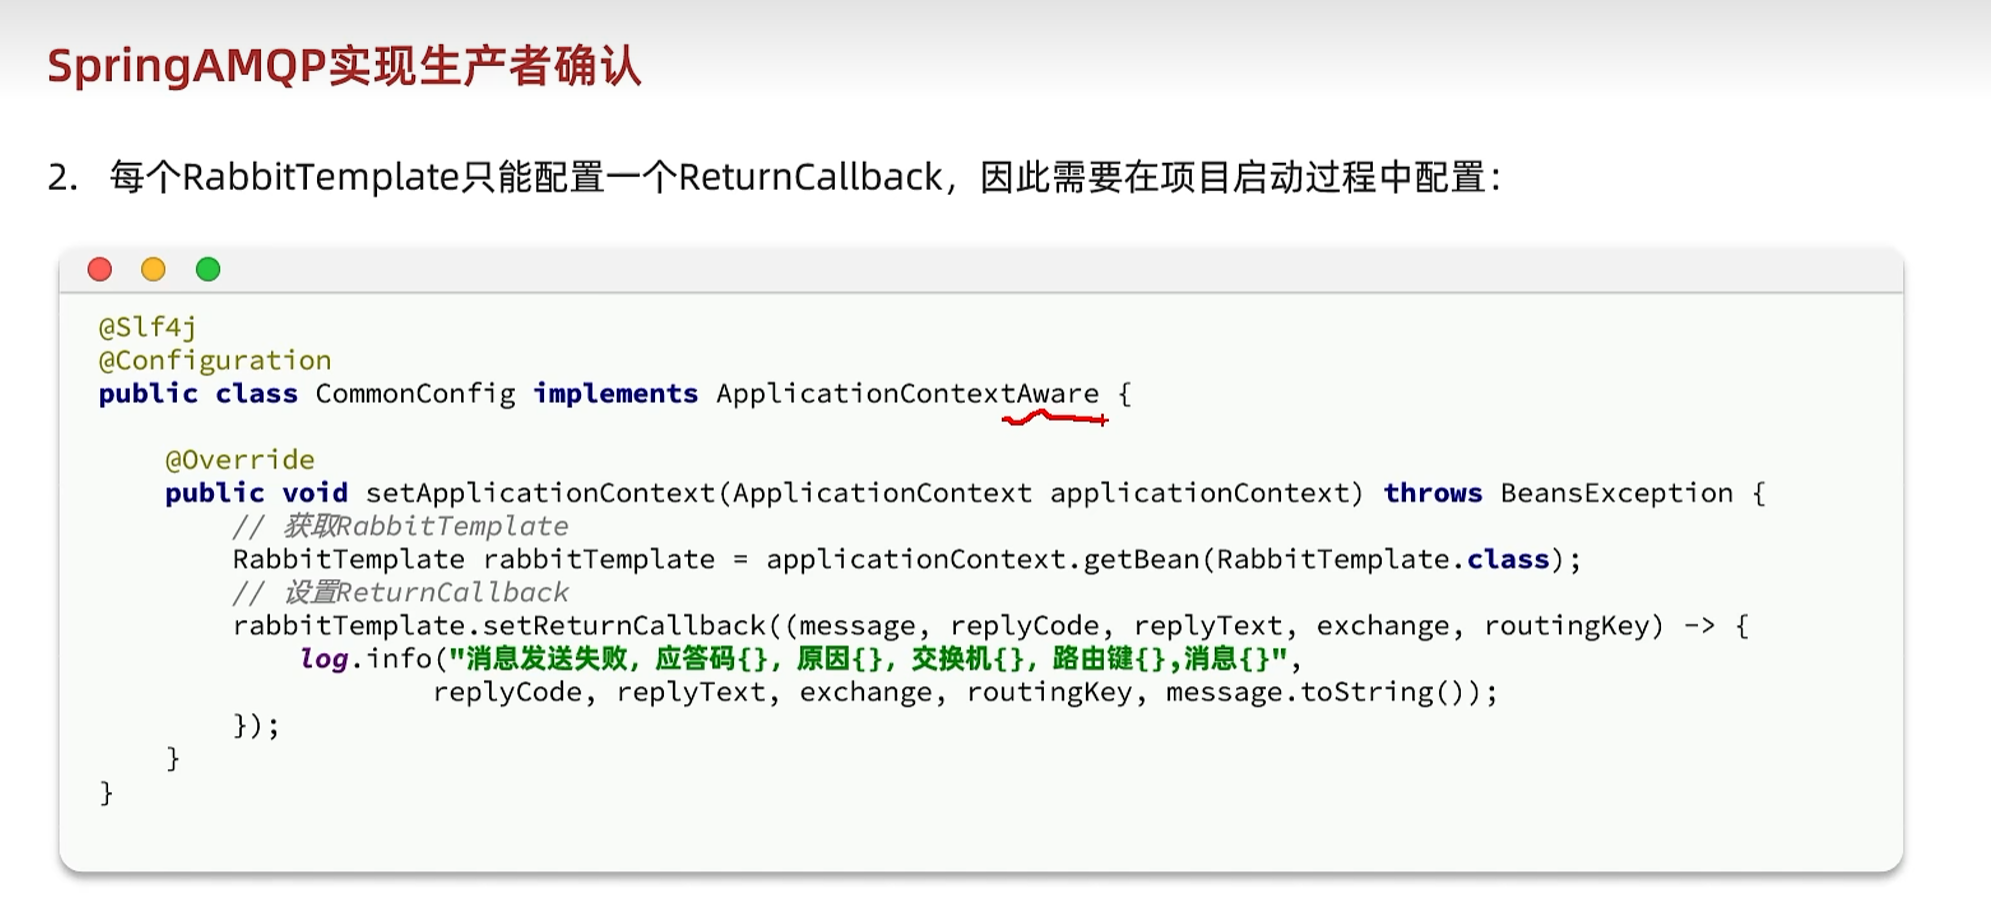 SpringAMQP实现生产者确认
2. 每个RabbitTemplate只能配置一个ReturnCallback，因此需要在项目启动过程中配置：
@Slf4j
@Configuration
public class CommonConfig implements ApplicationContextAware {
@Override
public void setApplicationContext(ApplicationContext applicationContext) throws BeansException {
// 获取RabbitTemplate
RabbitTemplate rabbitTemplate = applicationContext.getBean(RabbitTemplate.class);
// 设置ReturnCallback
rabbitTemplate.setReturnCallback((message, replyCode, replyText, exchange, routingKey) -> {
log.info("消息发送失败，应答码{}，原因{}，交换机{}，路由键{},消息{}",
replyCode, replyText, exchange, routingKey, message.toString());
});
}
}